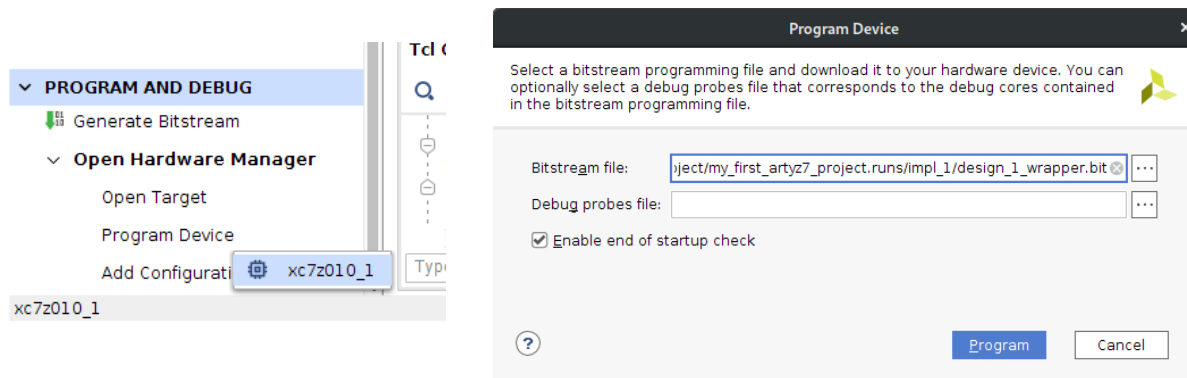 Tcl C
PROGRAM AND DEBUG
Generate Bitstream
Open Hardware Manager
Open Target
Program Device
Add Configurati
xc7z010_1
Type
xc7z010_1
Program Device
Select a bitstream programming file and download it to your hardware device. You can
optionally select a debug probes file that corresponds to the debug cores contained
in the bitstream programming file.
Bitstream file: oject/my_first_artyz7_project.runs/impl_1/design_1_wrapper.bit ...
Debug probes file: ...
Enable end of startup check
? Program Cancel